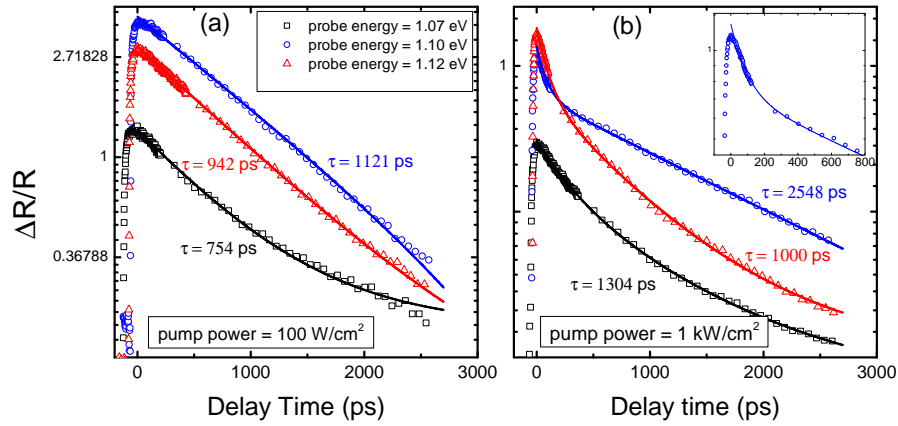 (a)
probe energy = 1.07 eV
probe energy = 1.10 eV
probe energy = 1.12 eV
2.71828
1
0.36788
ΔR/R
τ = 1121 ps
τ = 942 ps
τ = 754 ps
pump power = 100 W/cm²
0 1000 2000 3000
Delay Time (ps)
(b)
1
1
0 200 400 600 800
τ = 2548 ps
τ = 1000 ps
τ = 1304 ps
pump power = 1 kW/cm²
0 1000 2000 3000
Delay time (ps)